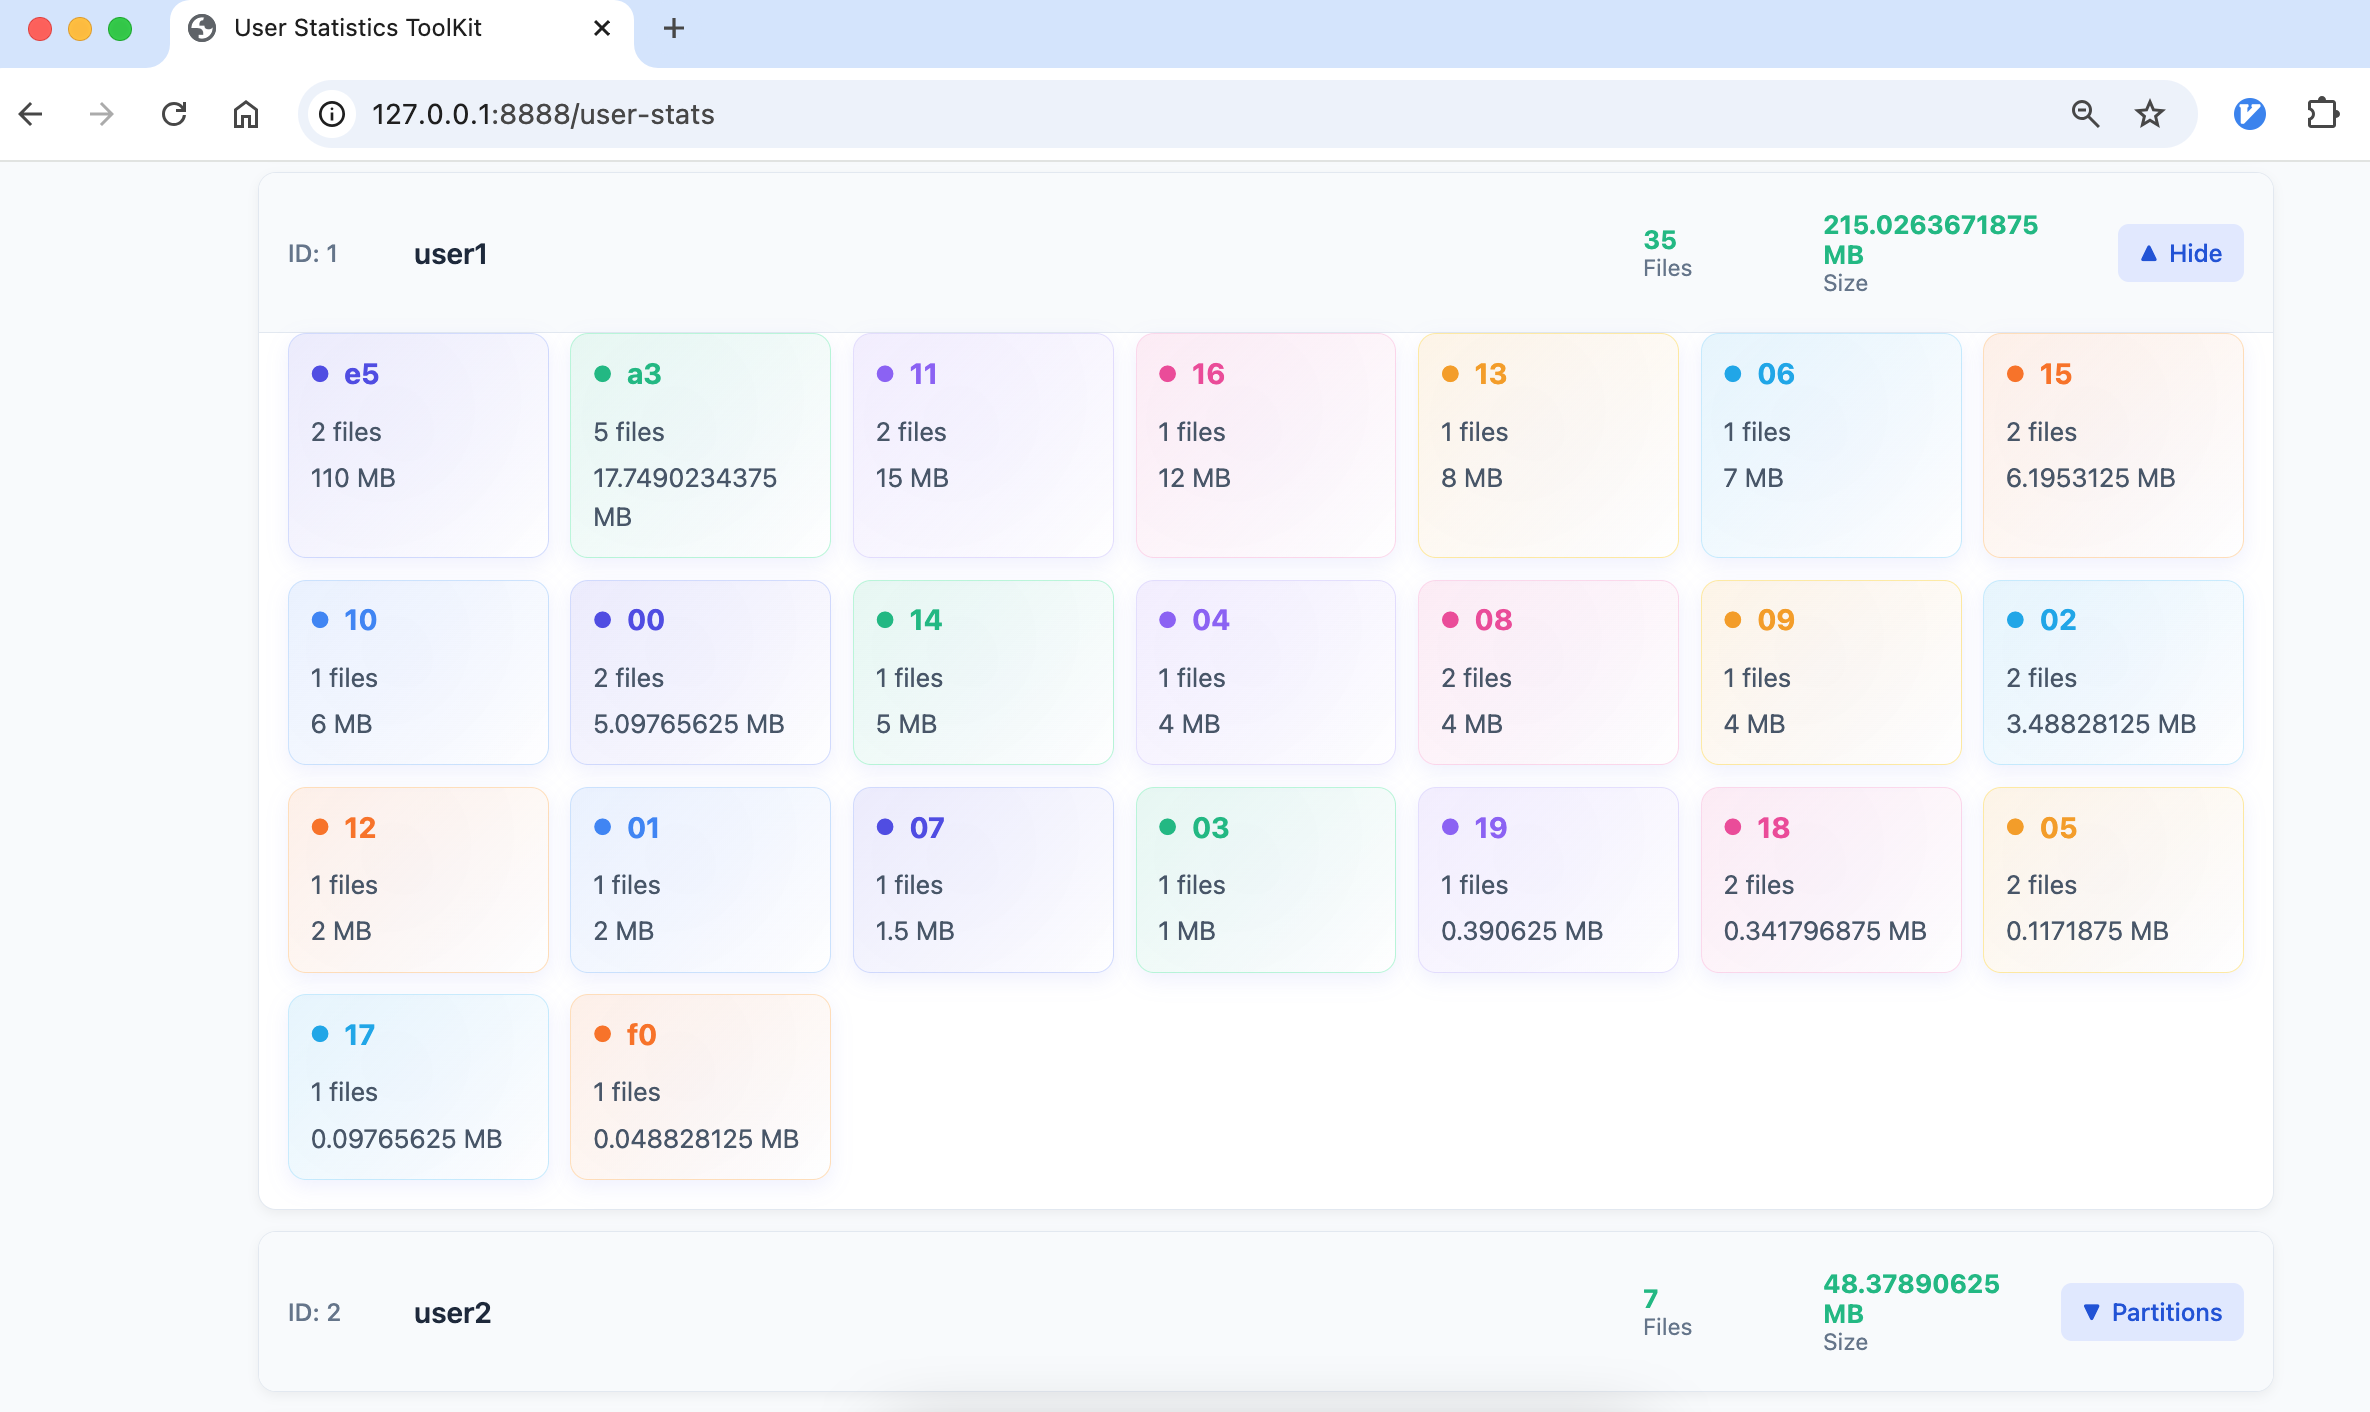 User Statistics ToolKit
127.0.0.1:8888/user-stats
ID: 1
user1
35
Files
215.0263671875
MB
Size
▲ Hide
e5
2 files
110 MB
a3
5 files
17.7490234375
MB
11
2 files
15 MB
16
1 files
12 MB
13
1 files
8 MB
06
1 files
7 MB
15
2 files
6.1953125 MB
10
1 files
6 MB
00
2 files
5.09765625 MB
14
1 files
5 MB
04
1 files
4 MB
08
2 files
4 MB
09
1 files
4 MB
02
2 files
3.48828125 MB
12
1 files
2 MB
01
1 files
2 MB
07
1 files
1.5 MB
03
1 files
1 MB
19
1 files
0.390625 MB
18
2 files
0.341796875 MB
05
2 files
0.1171875 MB
17
1 files
0.09765625 MB
f0
1 files
0.048828125 MB
ID: 2
user2
7
Files
48.37890625
MB
Size
▼ Partitions